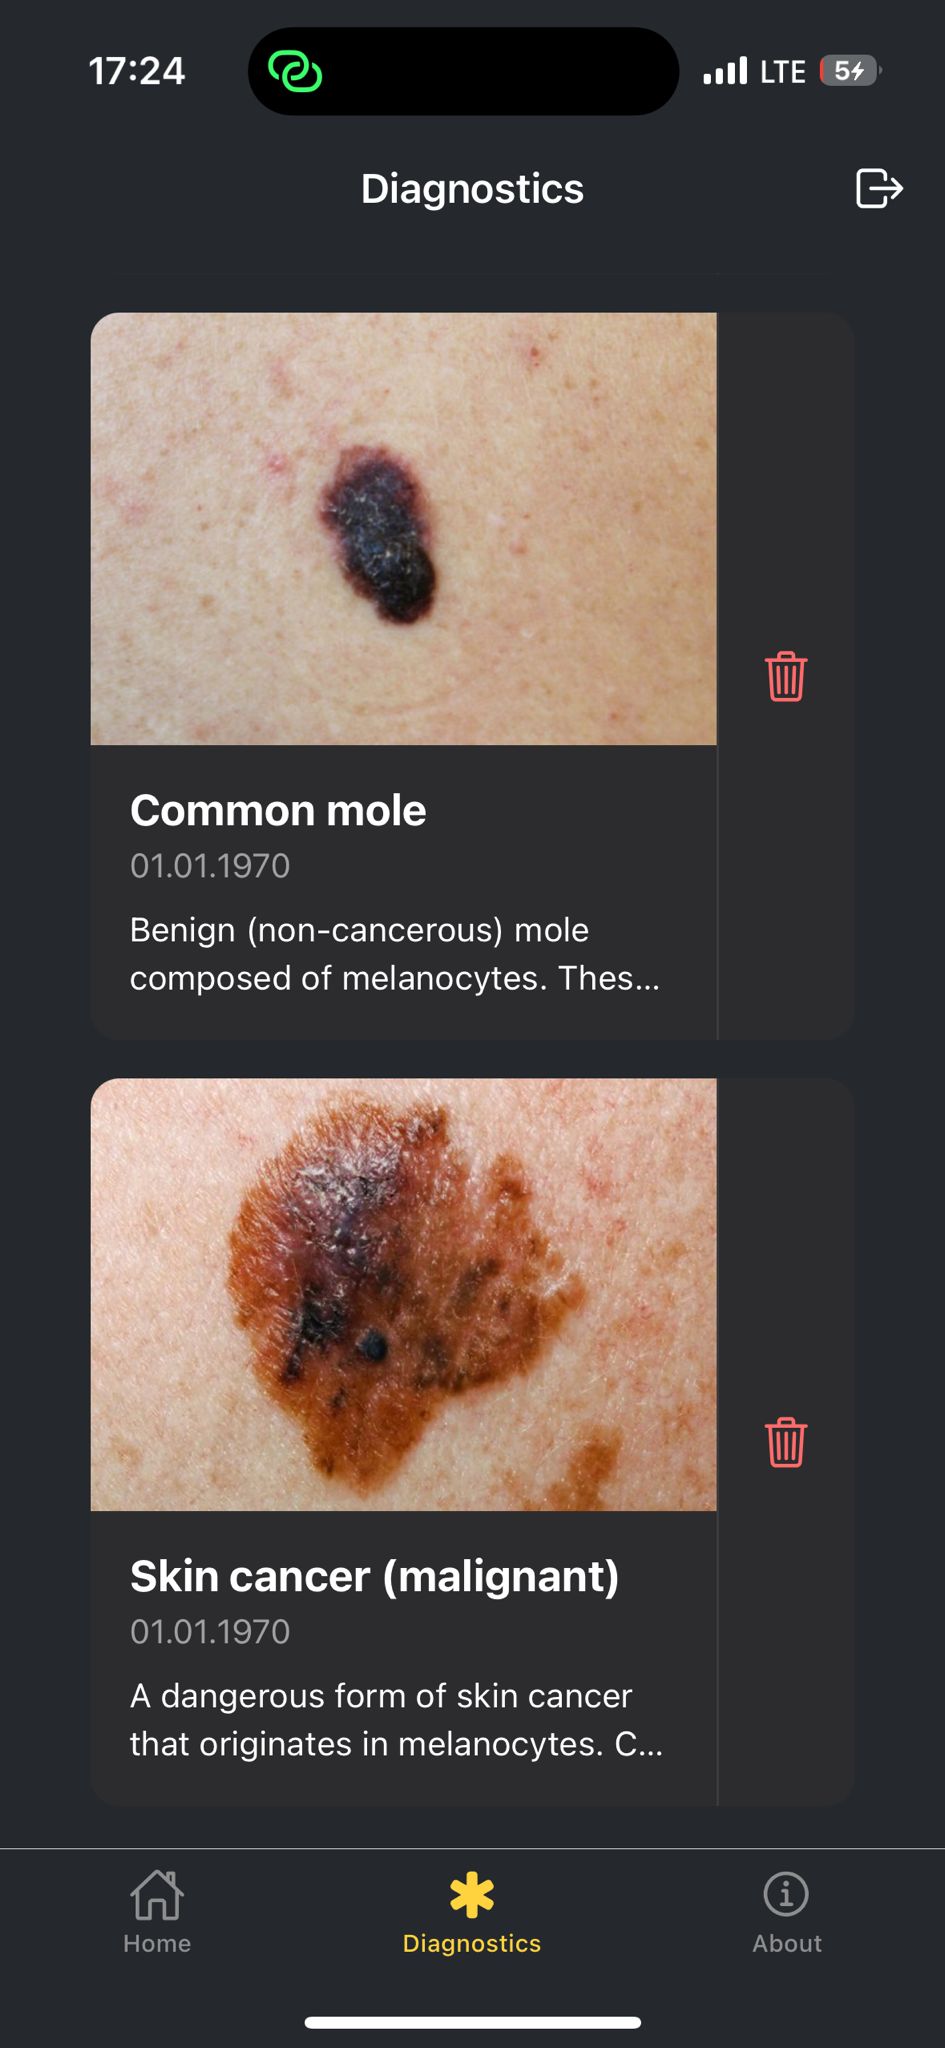 17:24
LTE
5
Diagnostics
Common mole
01.01.1970
Benign (non-cancerous) mole
composed of melanocytes. Thes...
Skin cancer (malignant)
01.01.1970
A dangerous form of skin cancer
that originates in melanocytes. C...
Home
Diagnostics
About